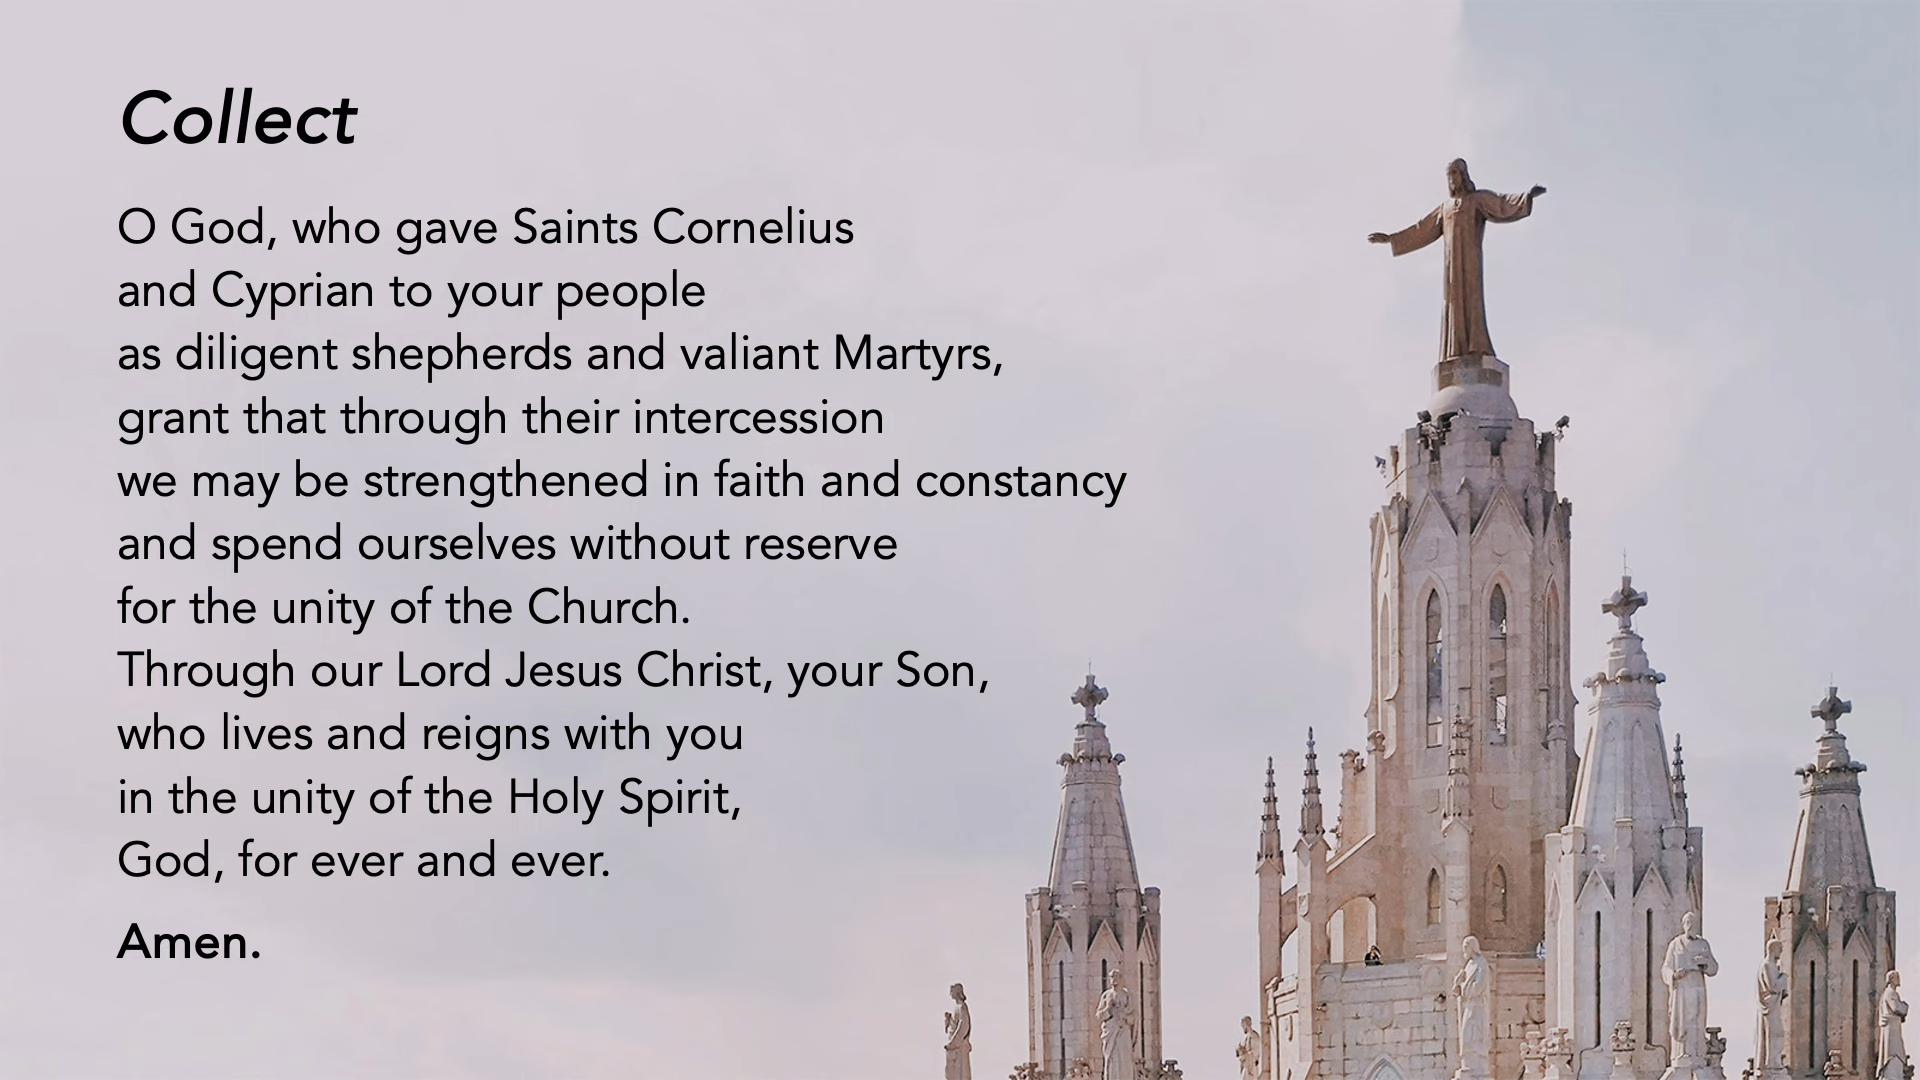 Collect
O God, who gave Saints Cornelius
and Cyprian to your people
as diligent shepherds and valiant Martyrs,
grant that through their intercession
we may be strengthened in faith and constancy
and spend ourselves without reserve
for the unity of the Church.
Through our Lord Jesus Christ, your Son,
who lives and reigns with you
in the unity of the Holy Spirit,
God, for ever and ever.
Amen.